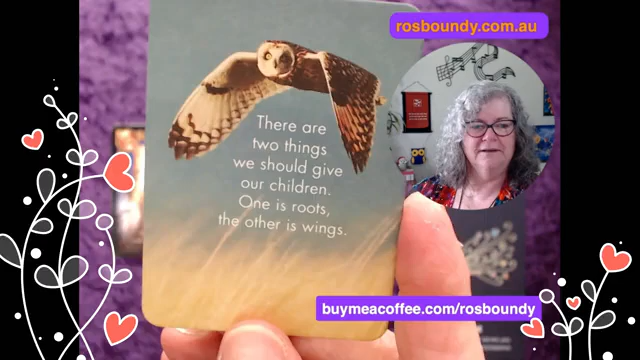 rosboundy.com.au
There are
two things
we should give
our children.
One is roots,
the other is wings.
buymeacoffee.com/rosboundy